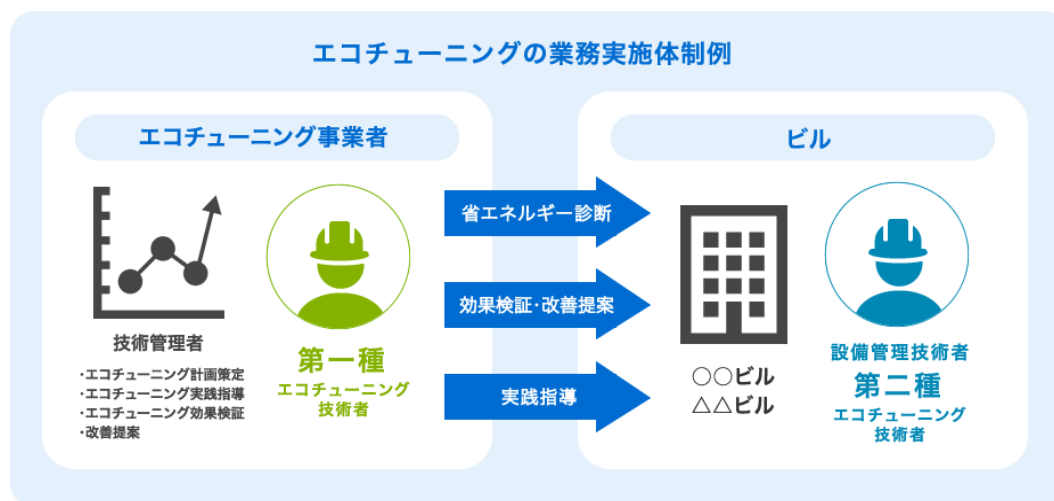 エコチューニングの業務実施体制例
エコチューニング事業者
技術管理者
・エコチューニング計画策定
・エコチューニング実践指導
・エコチューニング効果検証
・改善提案
第一種
エコチューニング
技術者
省エネルギー診断
効果検証・改善提案
実践指導
ビル
○○ビル
△△ビル
設備管理技術者
第二種
エコチューニング
技術者